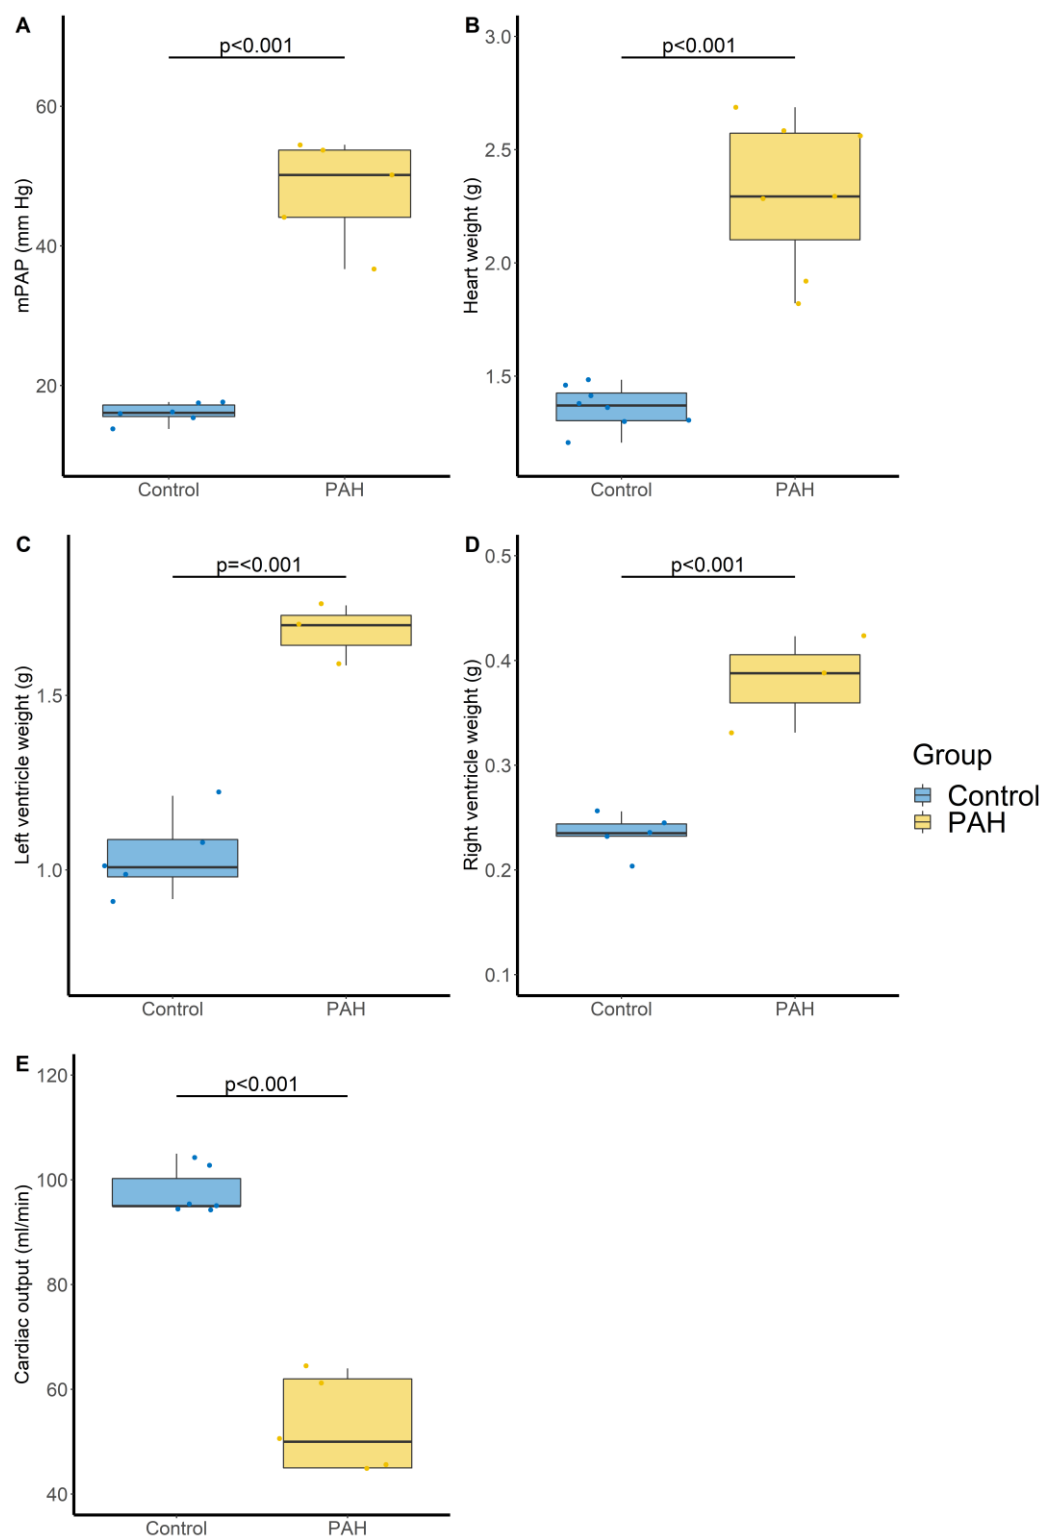 A
p<0.001
mPAP (mm Hg)
60
40
20
Control
PAH
B
p<0.001
Heart weight (g)
3.0
2.5
2.0
1.5
Control
PAH
C
p=<0.001
Left ventricle weight (g)
1.5
1.0
Control
PAH
D
p<0.001
Right ventricle weight (g)
0.5
0.4
0.3
0.2
0.1
Control
PAH
Group
Control
PAH
E
p<0.001
Cardiac output (ml/min)
120
100
80
60
40
Control
PAH